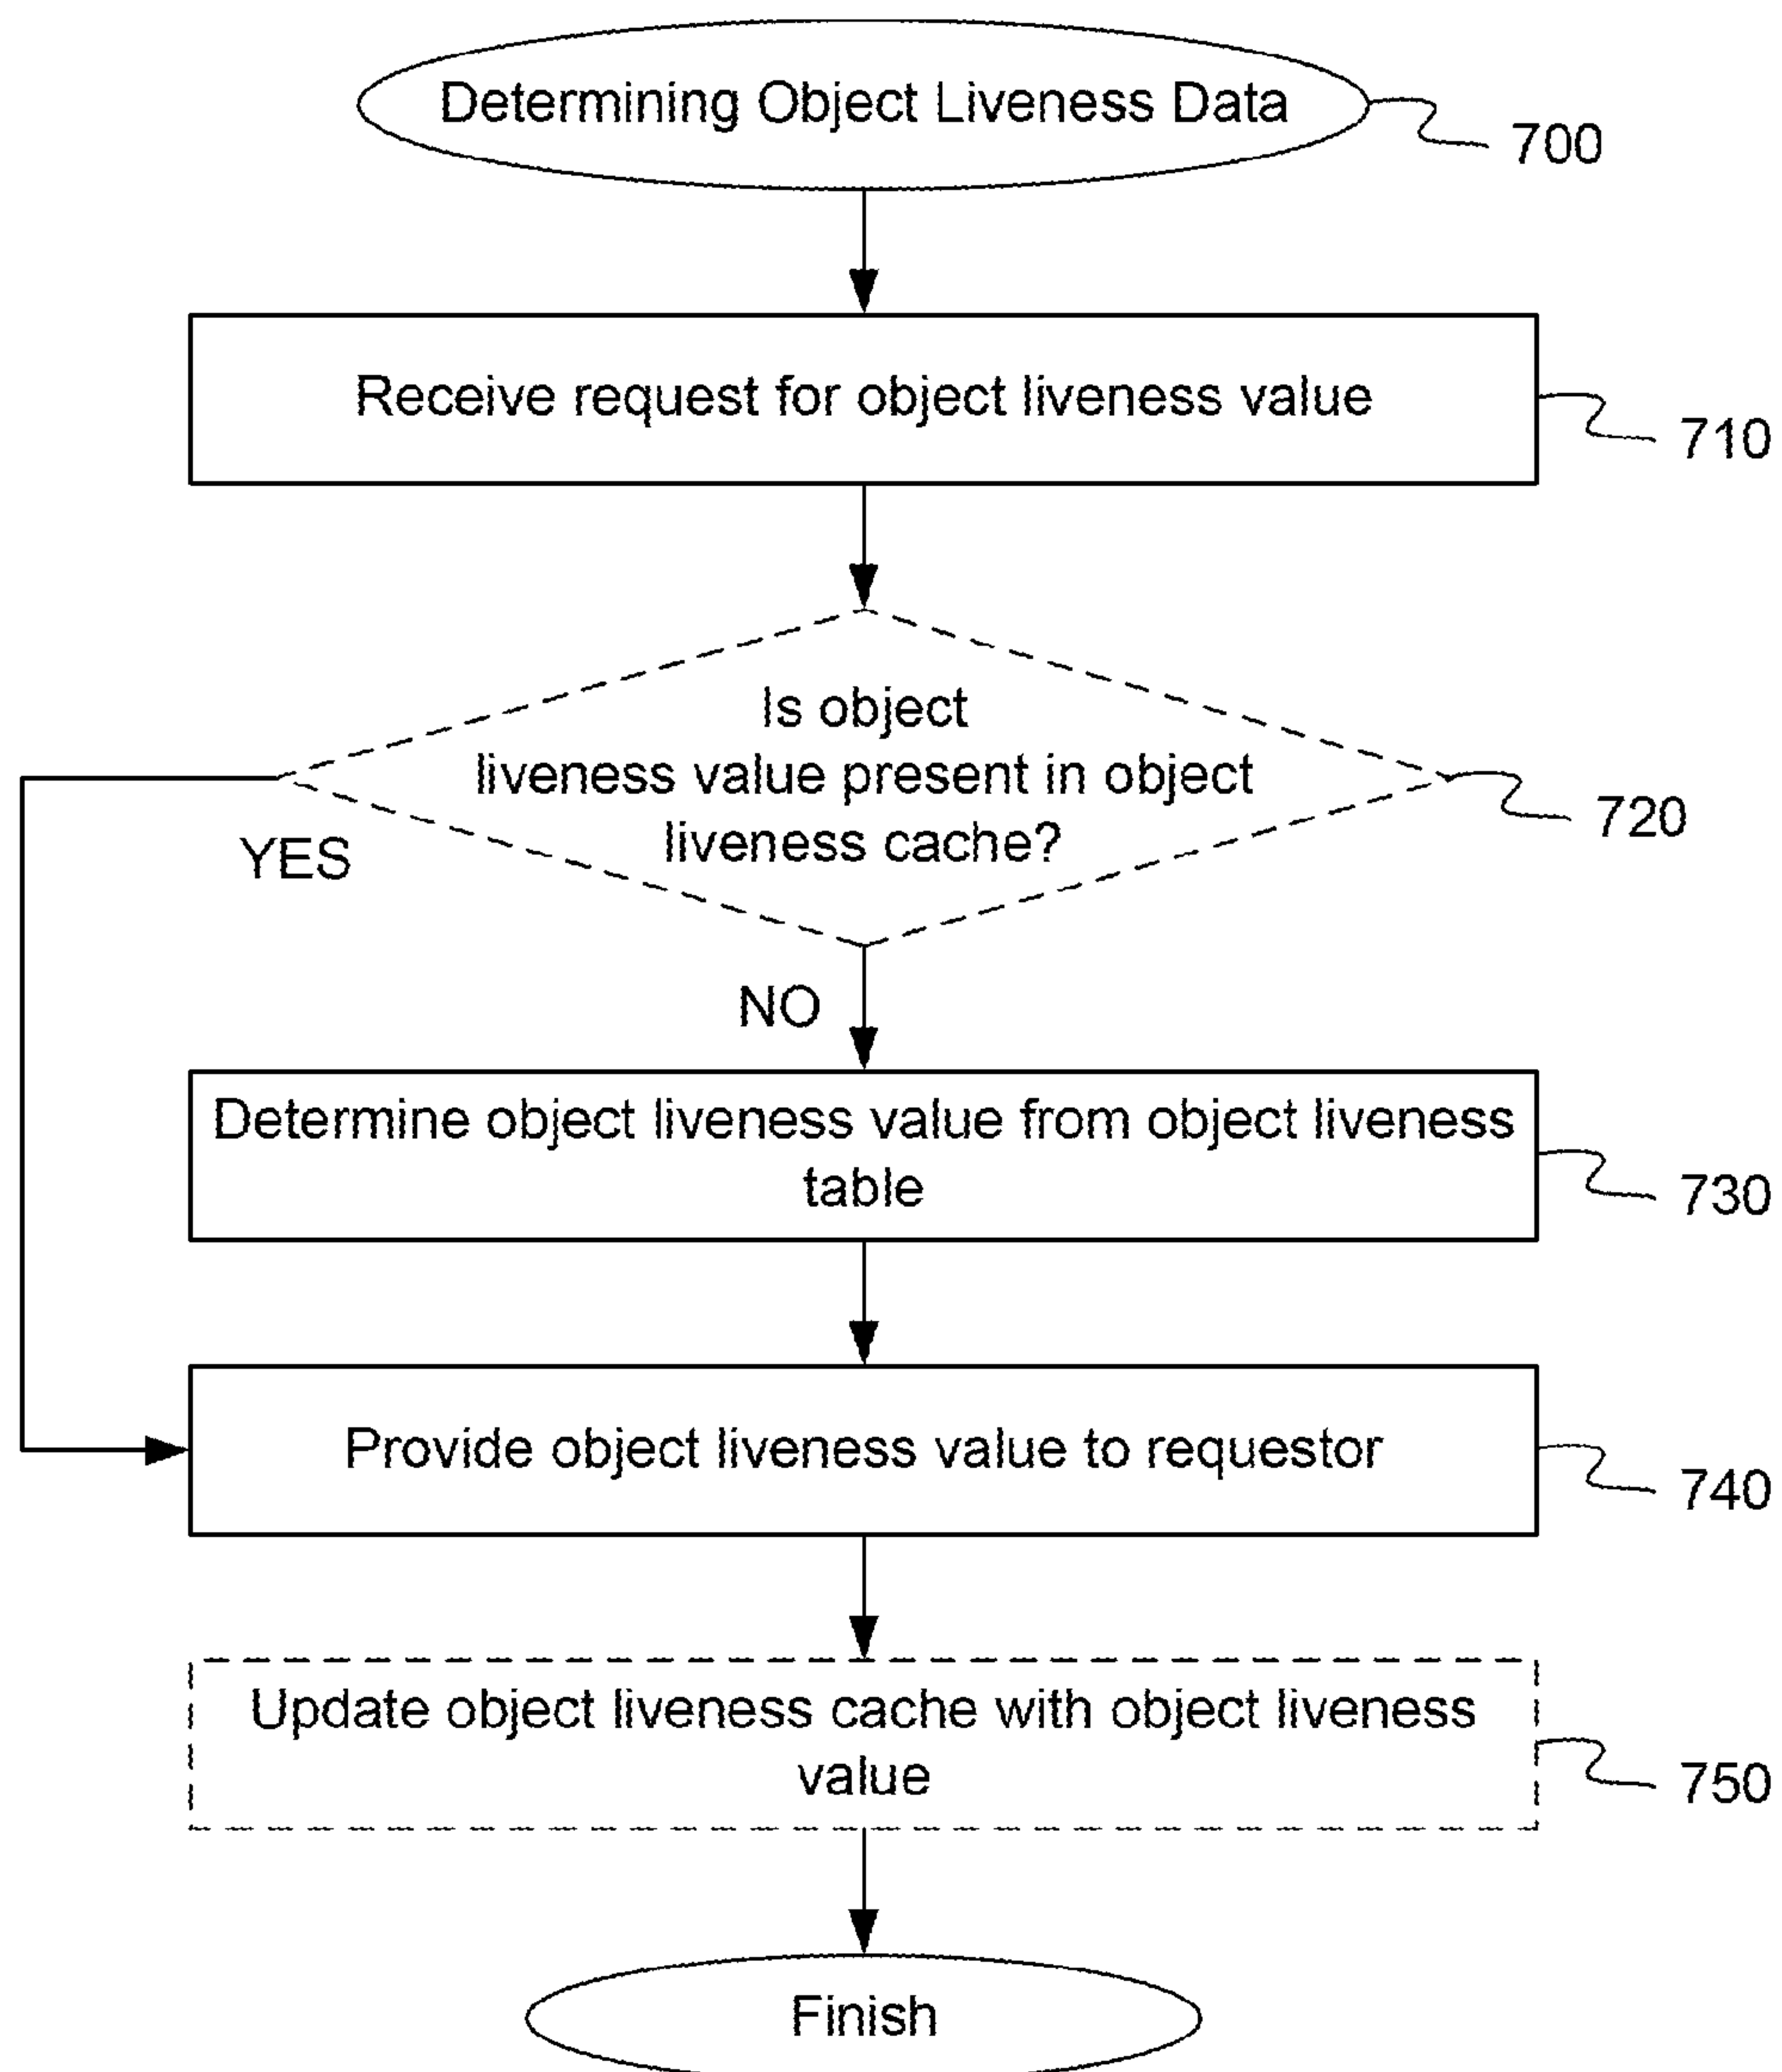 Determining Object Liveness Data
700
Receive request for object liveness value
710
Is object
liveness value present in object
liveness cache?
720
YES
NO
Determine object liveness value from object liveness
table
730
Provide object liveness value to requestor
740
Update object liveness cache with object liveness
value
750
Finish